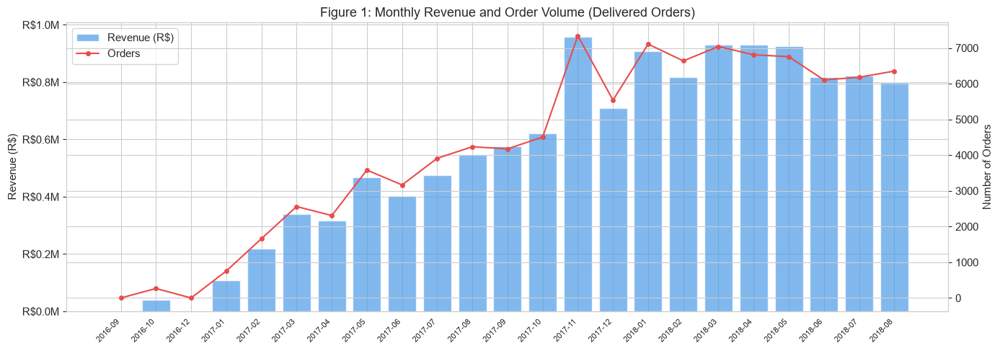 Figure 1: Monthly Revenue and Order Volume (Delivered Orders)
Revenue (R$)
Orders
R$1.0M
R$0.8M
R$0.6M
R$0.4M
R$0.2M
R$0.0M
Revenue (R$)
7000
6000
5000
4000
3000
2000
1000
0
Number of Orders
2016-09
2016-10
2016-12
2017-01
2017-02
2017-03
2017-04
2017-05
2017-06
2017-07
2017-08
2017-09
2017-10
2017-11
2017-12
2018-01
2018-02
2018-03
2018-04
2018-05
2018-06
2018-07
2018-08